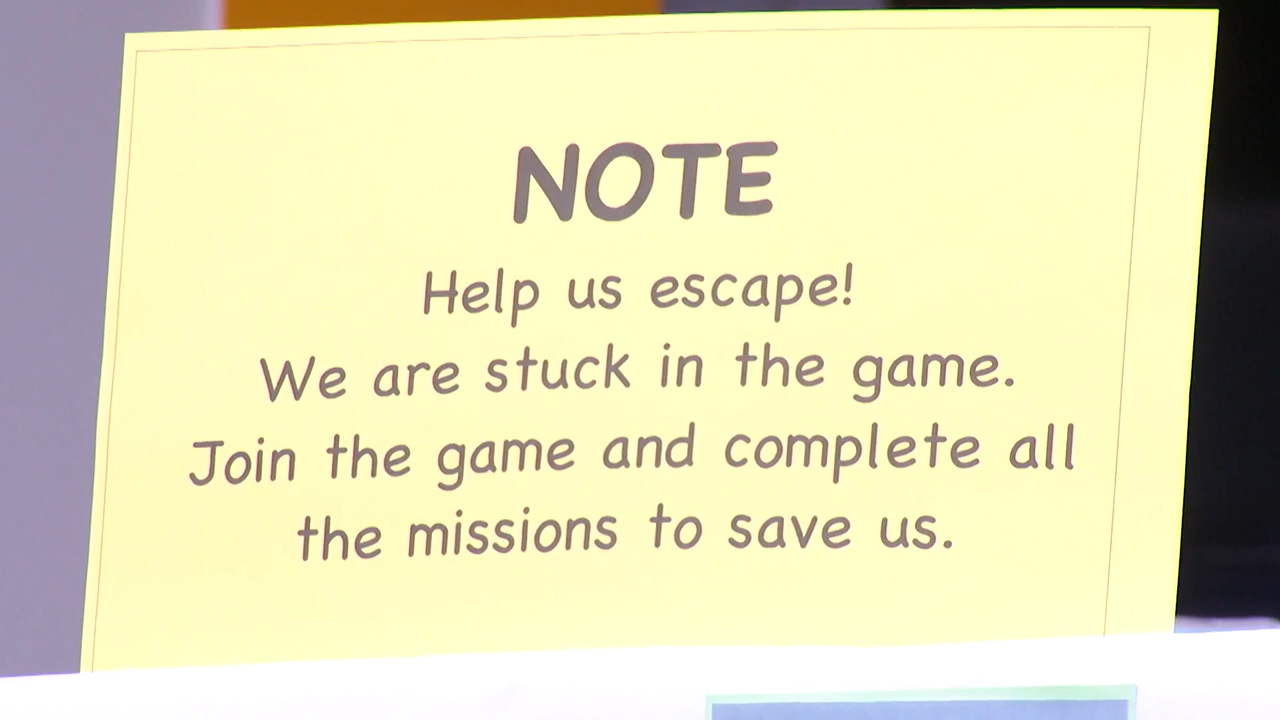 NOTE
Help us escape!
We are stuck in the game.
Join the game and complete all
the missions to save us.